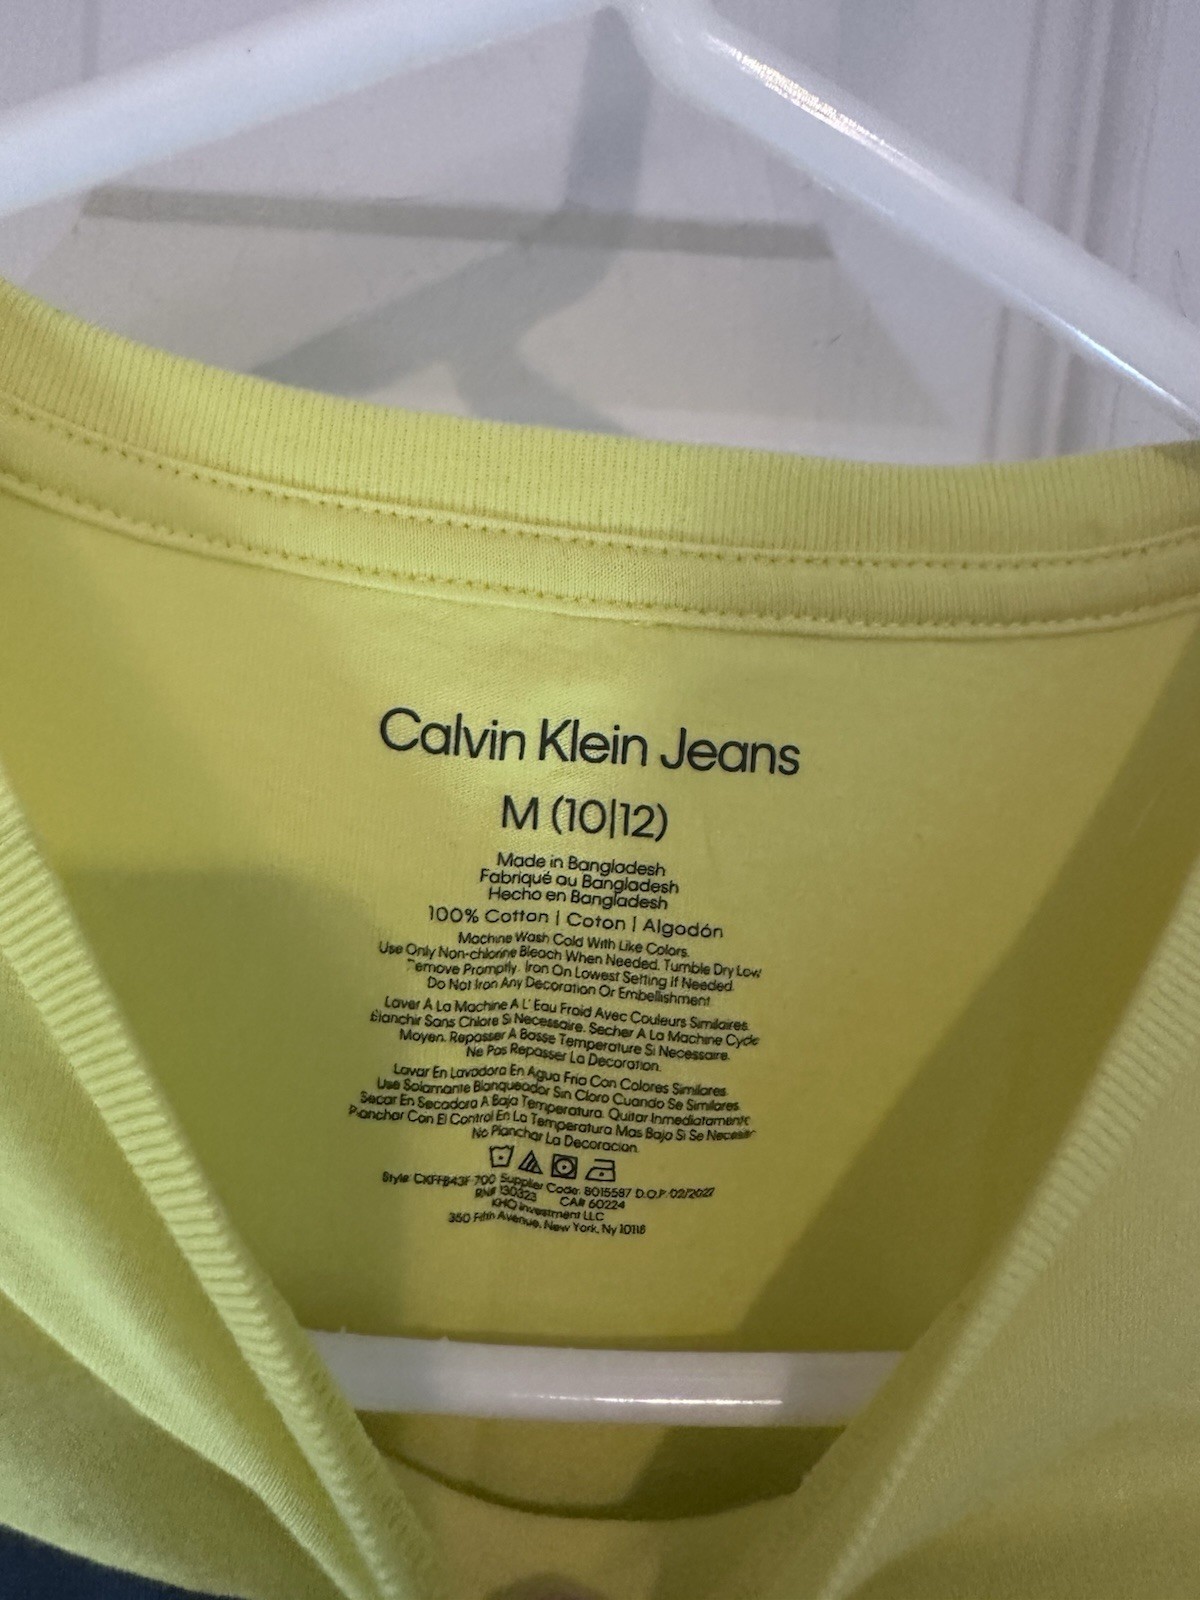 Calvin Klein Jeans
M (10|12)
Made in Bangladesh
Fabriqué au Bangladesh
Hecho en Bangladesh
100% Cotton | Coton | Algodón
Machine Wash Cold With Like Colors.
Use Only Non-chlorine Bleach When Needed. Tumble Dry Low
Remove Promptly. Iron On Lowest Setting If Needed.
Do Not Iron Any Decoration Or Embellishment
Laver A La Machine A L' Eau Froid Avec Couleurs Similaires.
Blanchir Sans Chlore Si Necessaire. Secher A La Machine Cycle
Moyen. Repasser A Basse Temperature Si Necessaire.
Ne Pas Repasser La Decoration.
Lavar En Lavadora En Agua Fria Con Colores Similares.
Use Solamante Blanqueador Sin Cloro Cuando Se Similares
Secar En Secadora A Baja Temperatura. Quitar Inmediatamente
Planchar Con El Control En La Temperatura Mas Baja Si Se Necesite
No Planchar La Decoracion.
Style: CKFFB43F-700 Supplier Code: 8015587 D.O.P: 02/2027
RN# 130323 CA# 60224
KHQ Investment LLC
350 Fifth Avenue, New York, Ny 10118